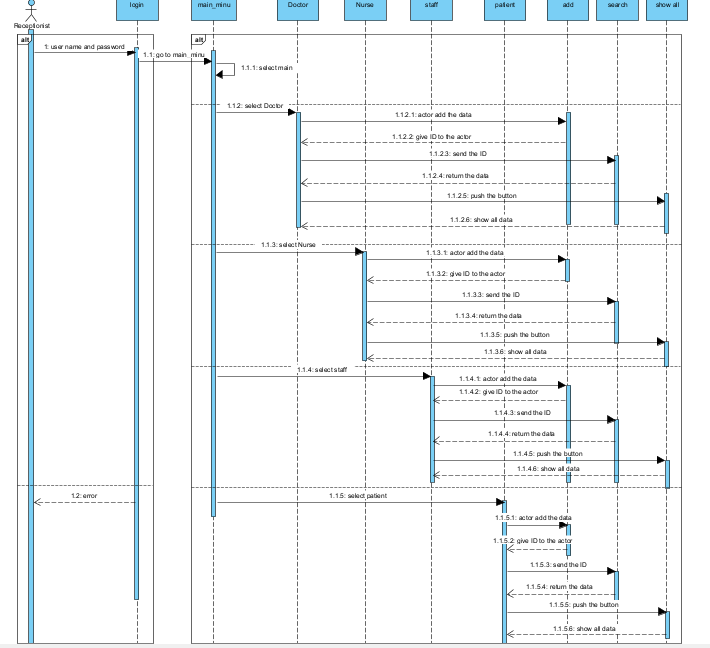 login
main_minu
Doctor
Nurse
staff
patient
add
search
show all
Receptionist
alt
alt
1: user name and password
1.1: go to main_minu
1.1.1: select main
1.1.2: select Doctor
1.1.2.1: actor add the data
1.1.2.2: give ID to the actor
1.1.2.3: send the ID
1.1.2.4: return the data
1.1.2.5: push the button
1.1.2.6: show all data
1.1.3: select Nurse
1.1.3.1: actor add the data
1.1.3.2: give ID to the actor
1.1.3.3: send the ID
1.1.3.4: return the data
1.1.3.5: push the button
1.1.3.6: show all data
1.1.4: select staff
1.1.4.1: actor add the data
1.1.4.2: give ID to the actor
1.1.4.3: send the ID
1.1.4.4: return the data
1.1.4.5: push the button
1.1.4.6: show all data
1.2: error
1.1.5: select patient
1.1.5.1: actor add the data
1.1.5.2: give ID to the actor
1.1.5.3: send the ID
1.1.5.4: return the data
1.1.5.5: push the button
1.1.5.6: show all data